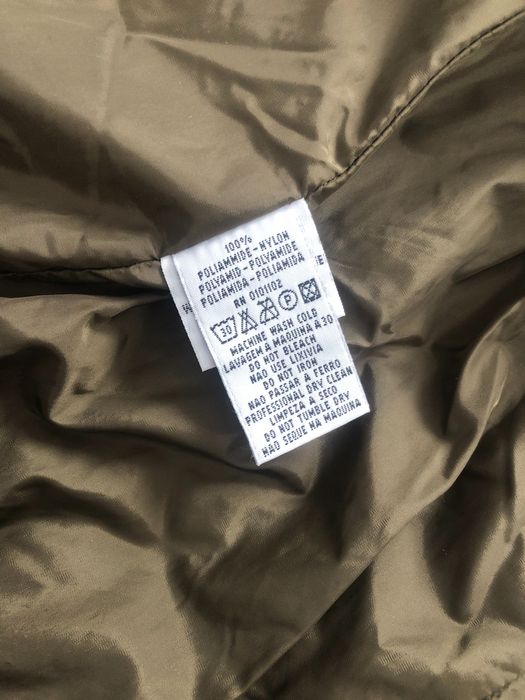 100%
POLIAMMIDE-NYLON
POLYAMID-POLYAMIDE
POLIAMIDA-POLIAMIDA
RN 0101102
30 P
MACHINE WASH COLD
LAVAGEM A MAQUINA A 30
DO NOT BLEACH
NAO USE LIXIVIA
DO NOT IRON
NAO PASSAR A FERRO
PROFESSIONAL DRY CLEAN
LIMPEZA A SECO
DO NOT TUMBLE DRY
NAO SEQUE NA MAQUINA